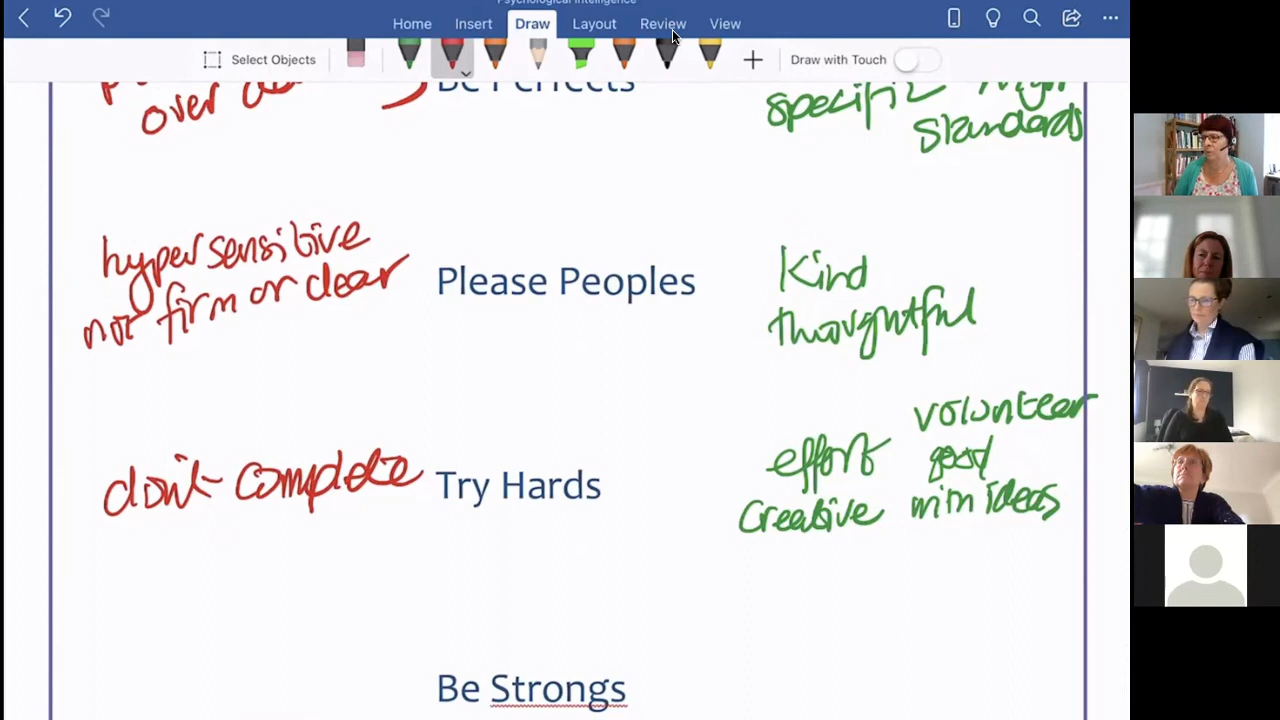 Psychological Intelligence
Home Insert Draw Layout Review View
Select Objects
Draw with Touch
over
Be Perfects
specific high
standards
hypersensitive
not firm or clear
Please Peoples
Kind
thoughtful
don't complete
Try Hards
effort
creative
volunteer
good
with ideas
Be Strongs